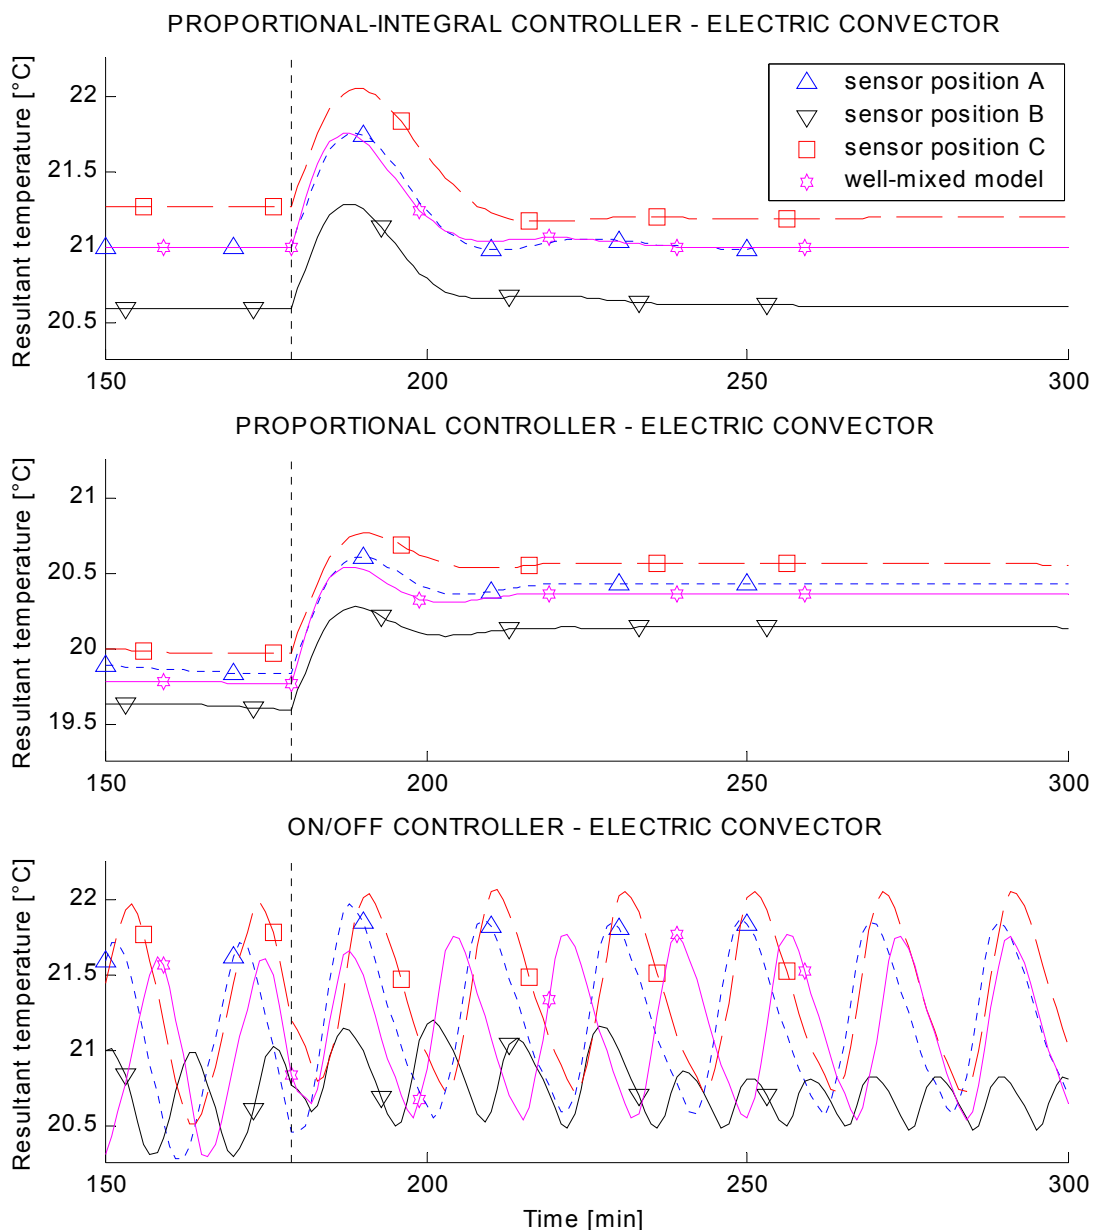 PROPORTIONAL-INTEGRAL CONTROLLER - ELECTRIC CONVECTOR
Resultant temperature [°C]
22
21.5
21
20.5
150
200
250
300
sensor position A
sensor position B
sensor position C
well-mixed model
PROPORTIONAL CONTROLLER - ELECTRIC CONVECTOR
Resultant temperature [°C]
21
20.5
20
19.5
150
200
250
300
ON/OFF CONTROLLER - ELECTRIC CONVECTOR
Resultant temperature [°C]
22
21.5
21
20.5
150
200
250
300
Time [min]